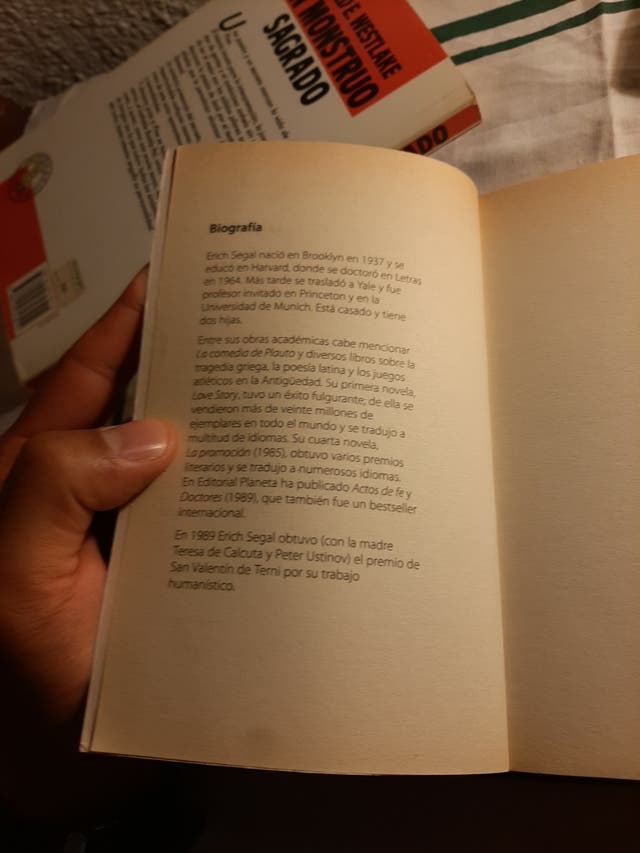 D E. WESTLAKE
MONSTRUO
SAGRADO
ADO
Biografía
Erich Segal nació en Brooklyn en 1937 y se
educó en Harvard, donde se doctoró en Letras
en 1964. Más tarde se trasladó a Yale y fue
profesor invitado en Princeton y en la
Universidad de Munich. Está casado y tiene
dos hijas.
Entre sus obras académicas cabe mencionar
La comedia de Plauto y diversos libros sobre la
tragedia griega, la poesía latina y los juegos
atléticos en la Antigüedad. Su primera novela,
Love Story, tuvo un éxito fulgurante; de ella se
vendieron más de veinte millones de
ejemplares en todo el mundo y se tradujo a
multitud de idiomas. Su cuarta novela,
La promoción (1985), obtuvo varios premios
literarios y se tradujo a numerosos idiomas.
En Editorial Planeta ha publicado Actos de fe y
Doctores (1989), que también fue un bestseller
internacional.
En 1989 Erich Segal obtuvo (con la madre
Teresa de Calcuta y Peter Ustinov) el premio de
San Valentín de Terni por su trabajo
humanístico.